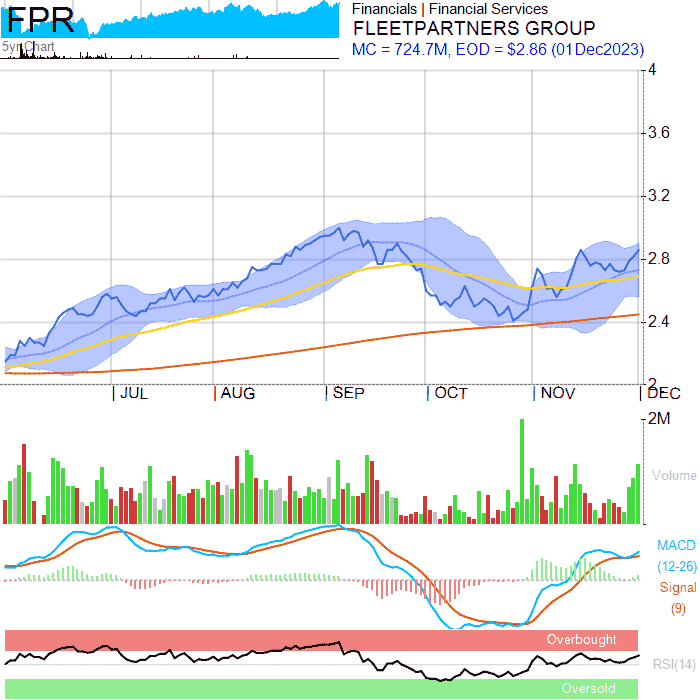 FPR
5yr Chart
Financials | Financial Services
FLEETPARTNERS GROUP
MC = 724.7M, EOD = $2.86 (01Dec2023)
4
3.6
3.2
2.8
2.4
2
JUL AUG SEP OCT NOV DEC
2M
Volume
MACD
(12-26)
Signal
(9)
Overbought
RSI(14)
Oversold